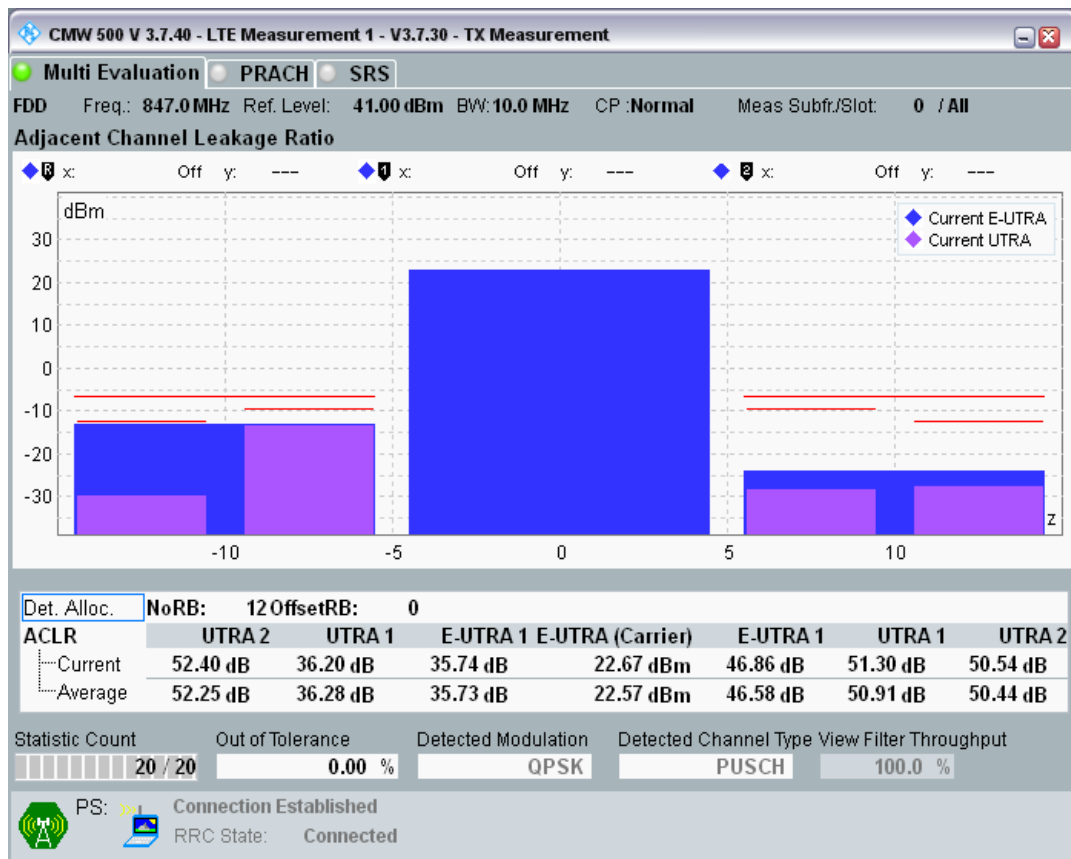 CMW 500 V 3.7.40 - LTE Measurement 1 - V3.7.30 - TX Measurement
Multi Evaluation PRACH SRS
FDD Freq.: 847.0 MHz Ref. Level: 41.00 dBm BW: 10.0 MHz CP :Normal Meas Subfr./Slot: 0 / All
Adjacent Channel Leakage Ratio
R x: Off y: --- 1 x: Off y: --- 2 x: Off y: ---
dBm
Current E-UTRA
Current UTRA
30
20
10
0
-10
-20
-30
z
-10 -5 0 5 10
Det. Alloc. NoRB: 12 OffsetRB: 0
ACLR UTRA 2 UTRA 1 E-UTRA 1 E-UTRA (Carrier) E-UTRA 1 UTRA 1 UTRA 2
Current 52.40 dB 36.20 dB 35.74 dB 22.67 dBm 46.86 dB 51.30 dB 50.54 dB
Average 52.25 dB 36.28 dB 35.73 dB 22.57 dBm 46.58 dB 50.91 dB 50.44 dB
Statistic Count Out of Tolerance Detected Modulation Detected Channel Type View Filter Throughput
20 / 20 0.00 % QPSK PUSCH 100.0 %
PS: Connection Established
RRC State: Connected